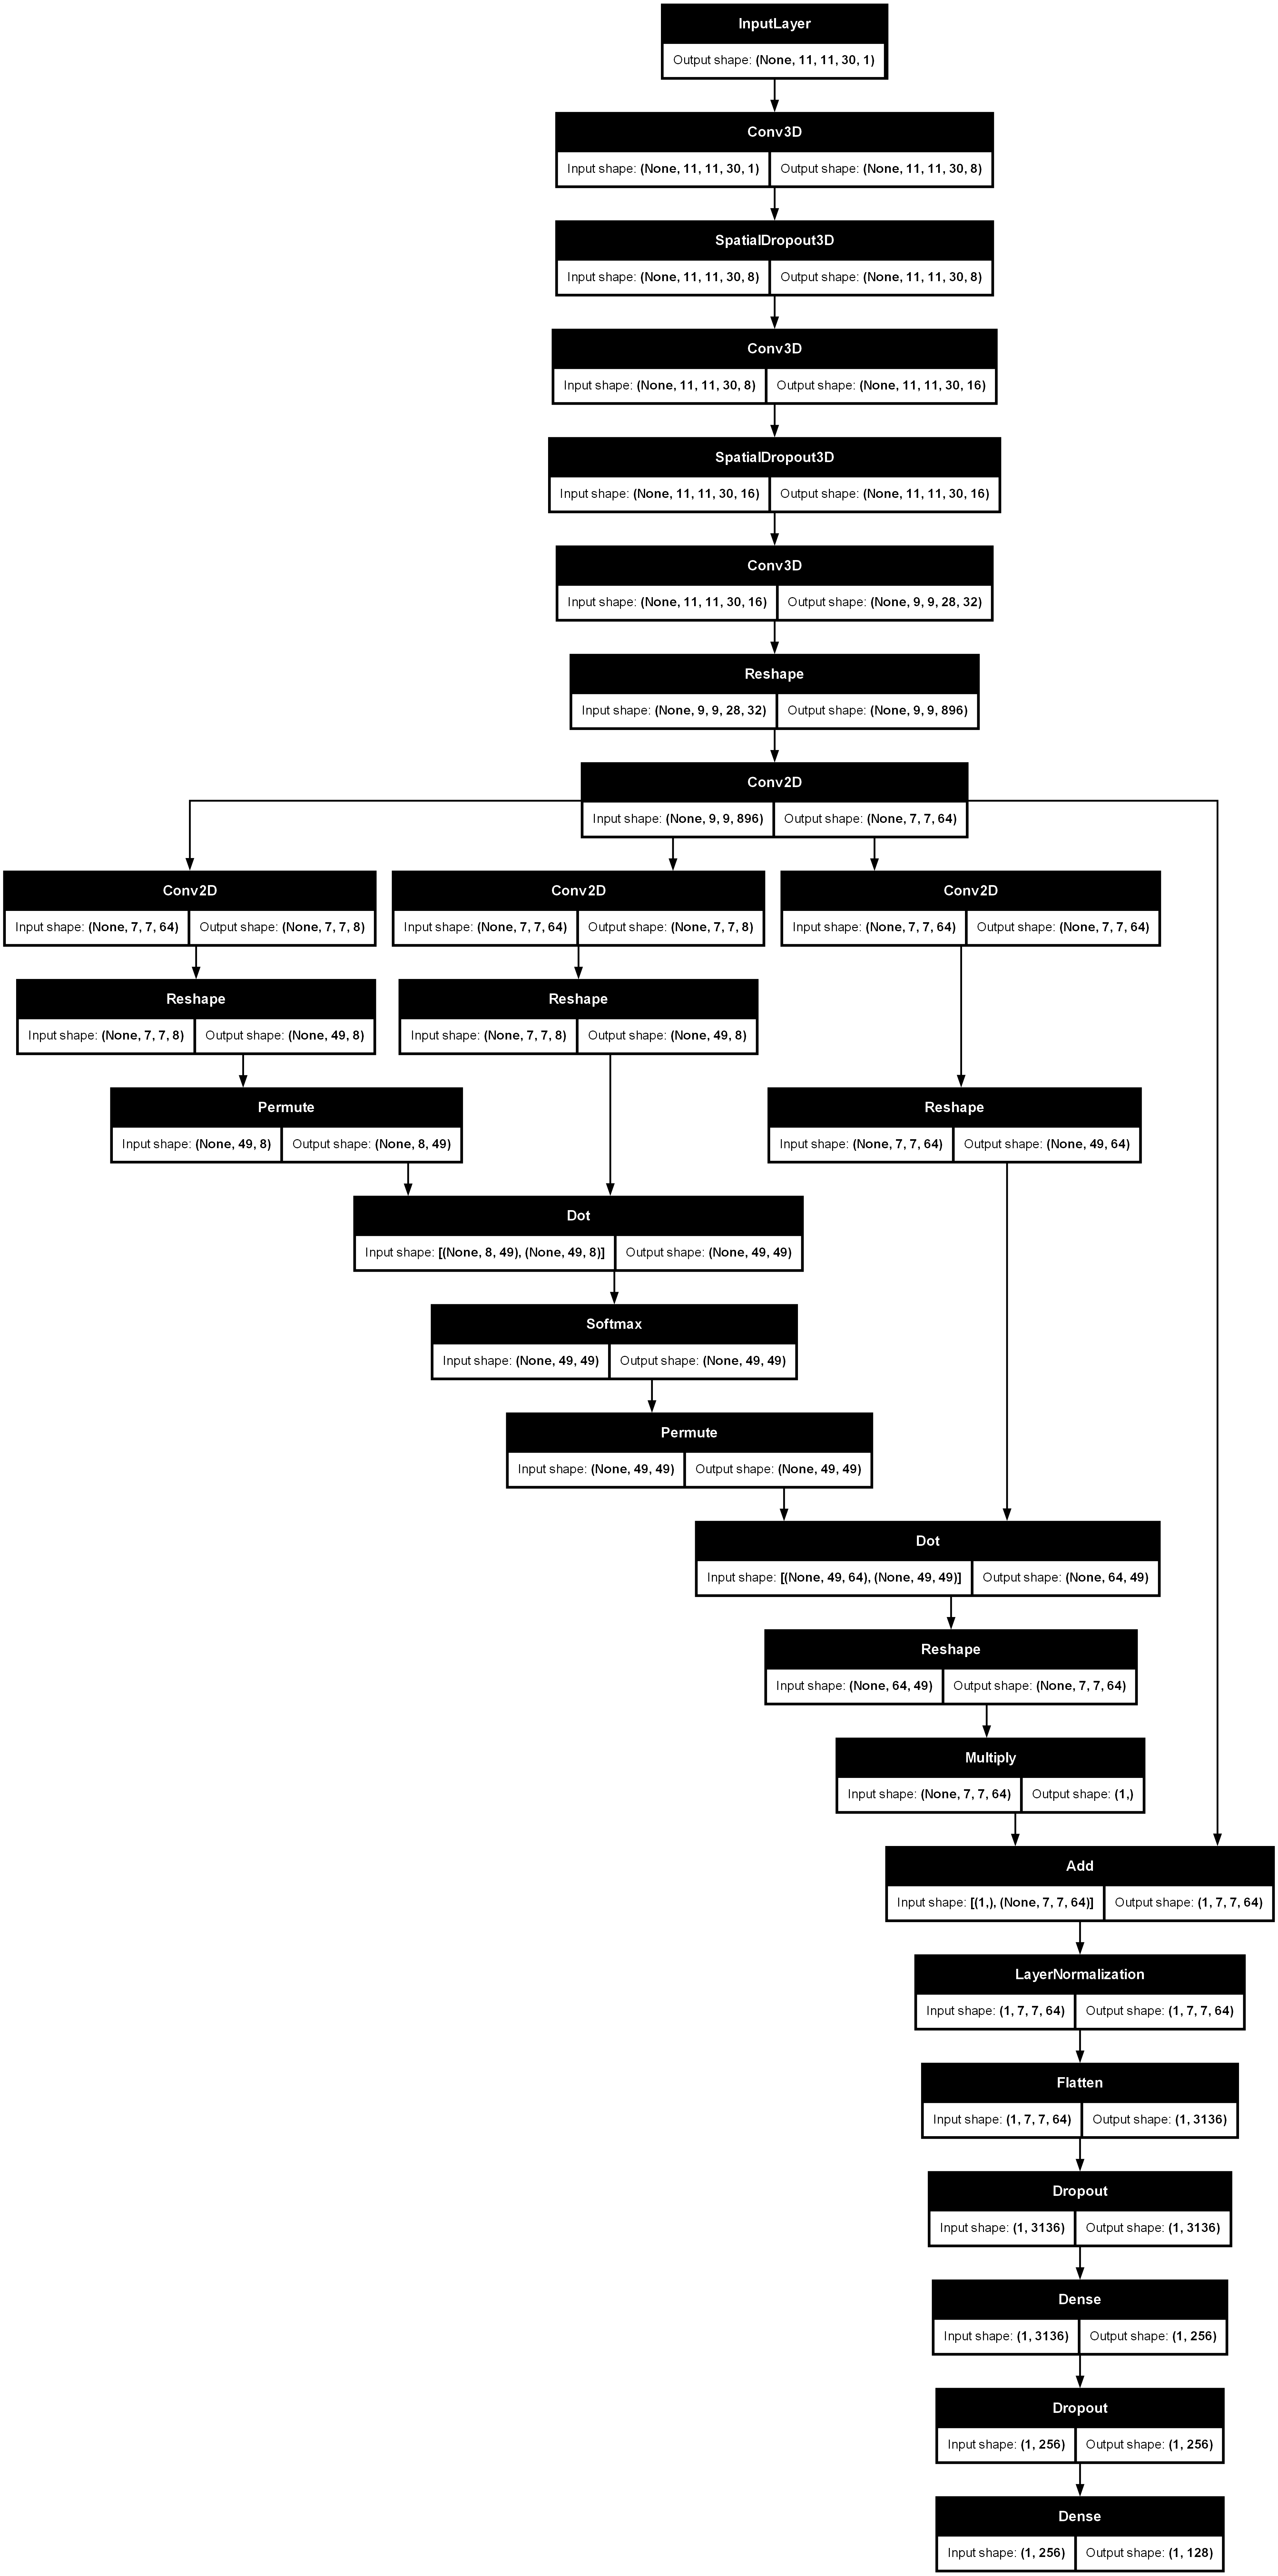 InputLayer
Output shape: (None, 11, 11, 30, 1)
Conv3D
Input shape: (None, 11, 11, 30, 1) Output shape: (None, 11, 11, 30, 8)
SpatialDropout3D
Input shape: (None, 11, 11, 30, 8) Output shape: (None, 11, 11, 30, 8)
Conv3D
Input shape: (None, 11, 11, 30, 8) Output shape: (None, 11, 11, 30, 16)
SpatialDropout3D
Input shape: (None, 11, 11, 30, 16) Output shape: (None, 11, 11, 30, 16)
Conv3D
Input shape: (None, 11, 11, 30, 16) Output shape: (None, 9, 9, 28, 32)
Reshape
Input shape: (None, 9, 9, 28, 32) Output shape: (None, 9, 9, 896)
Conv2D
Input shape: (None, 9, 9, 896) Output shape: (None, 7, 7, 64)
Conv2D Conv2D Conv2D
Input shape: (None, 7, 7, 64) Output shape: (None, 7, 7, 8) Input shape: (None, 7, 7, 64) Output shape: (None, 7, 7, 8) Input shape: (None, 7, 7, 64) Output shape: (None, 7, 7, 64)
Reshape Reshape
Input shape: (None, 7, 7, 8) Output shape: (None, 49, 8) Input shape: (None, 7, 7, 8) Output shape: (None, 49, 8)
Permute Reshape
Input shape: (None, 49, 8) Output shape: (None, 8, 49) Input shape: (None, 7, 7, 64) Output shape: (None, 49, 64)
Dot
Input shape: [(None, 8, 49), (None, 49, 8)] Output shape: (None, 49, 49)
Softmax
Input shape: (None, 49, 49) Output shape: (None, 49, 49)
Permute
Input shape: (None, 49, 49) Output shape: (None, 49, 49)
Dot
Input shape: [(None, 49, 64), (None, 49, 49)] Output shape: (None, 64, 49)
Reshape
Input shape: (None, 64, 49) Output shape: (None, 7, 7, 64)
Multiply
Input shape: (None, 7, 7, 64) Output shape: (1,)
Add
Input shape: [(1,), (None, 7, 7, 64)] Output shape: (1, 7, 7, 64)
LayerNormalization
Input shape: (1, 7, 7, 64) Output shape: (1, 7, 7, 64)
Flatten
Input shape: (1, 7, 7, 64) Output shape: (1, 3136)
Dropout
Input shape: (1, 3136) Output shape: (1, 3136)
Dense
Input shape: (1, 3136) Output shape: (1, 256)
Dropout
Input shape: (1, 256) Output shape: (1, 256)
Dense
Input shape: (1, 256) Output shape: (1, 128)